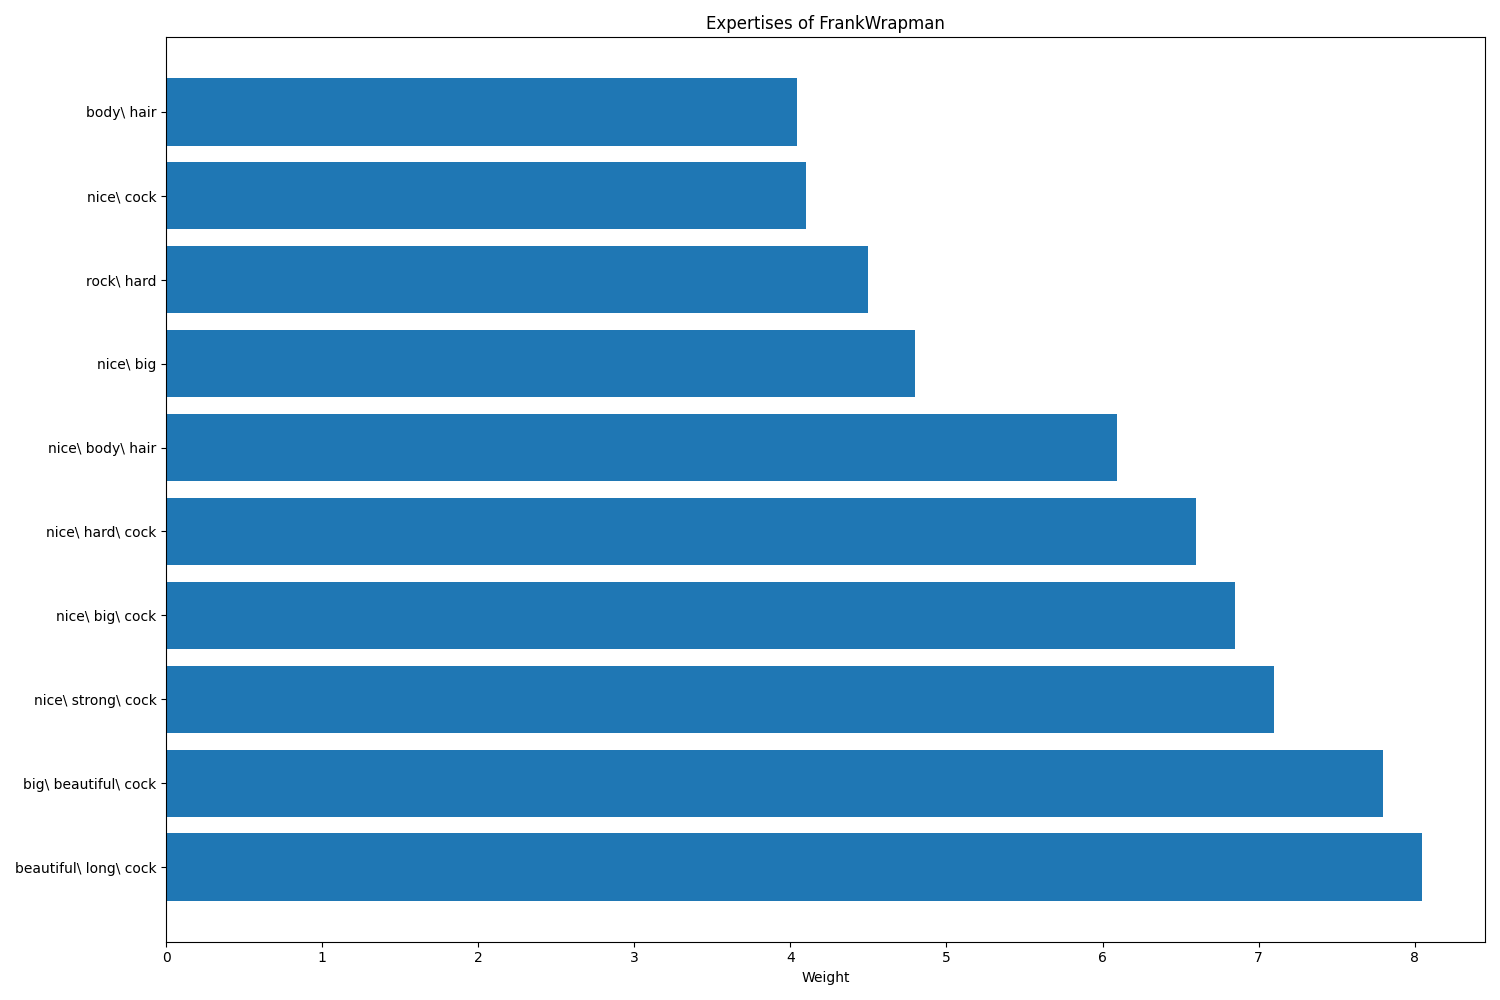 Expertises of FrankWrapman
body\ hair
nice\ cock
rock\ hard
nice\ big
nice\ body\ hair
nice\ hard\ cock
nice\ big\ cock
nice\ strong\ cock
big\ beautiful\ cock
beautiful\ long\ cock
0 1 2 3 4 5 6 7 8
Weight